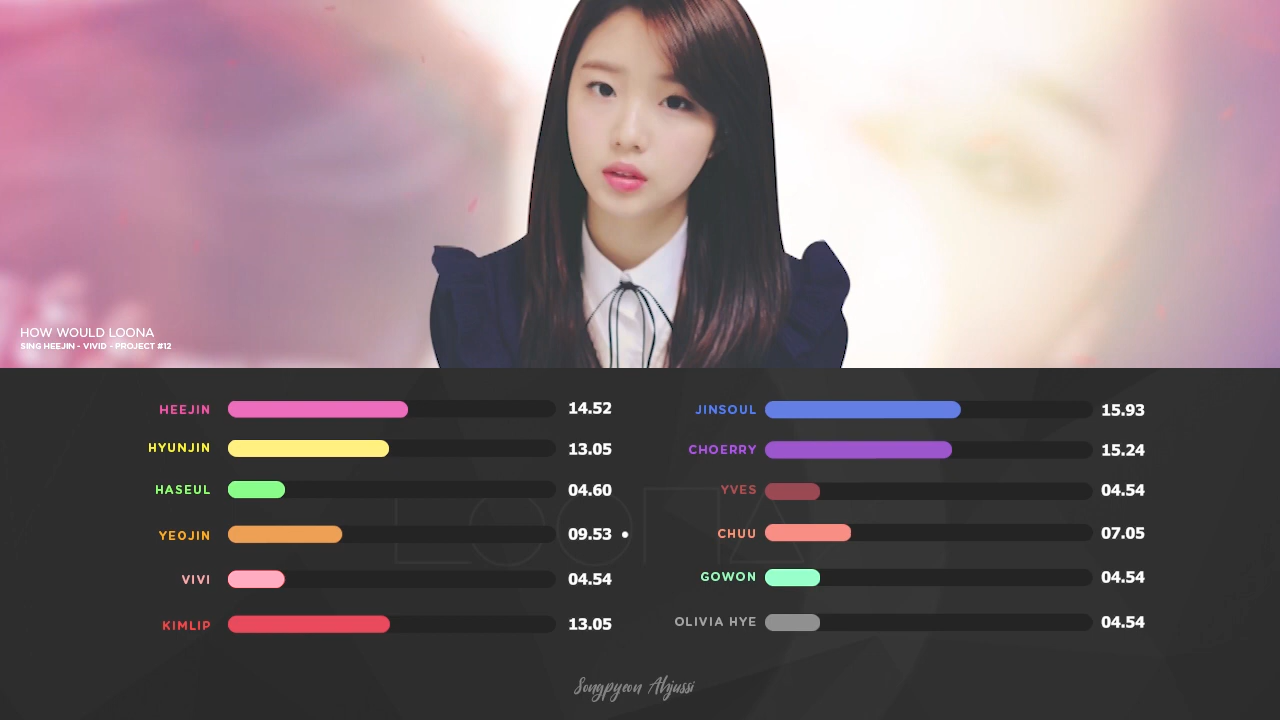 HOW WOULD LOONA
SING HEEJIN - VIVID - PROJECT #12
HEEJIN 14.52
HYUNJIN 13.05
HASEUL 04.60
YEOJIN 09.53
VIVI 04.54
KIMLIP 13.05
JINSOUL 15.93
CHOERRY 15.24
YVES 04.54
CHUU 07.05
GOWON 04.54
OLIVIA HYE 04.54
LOONA
Songpyeon Ahjussi